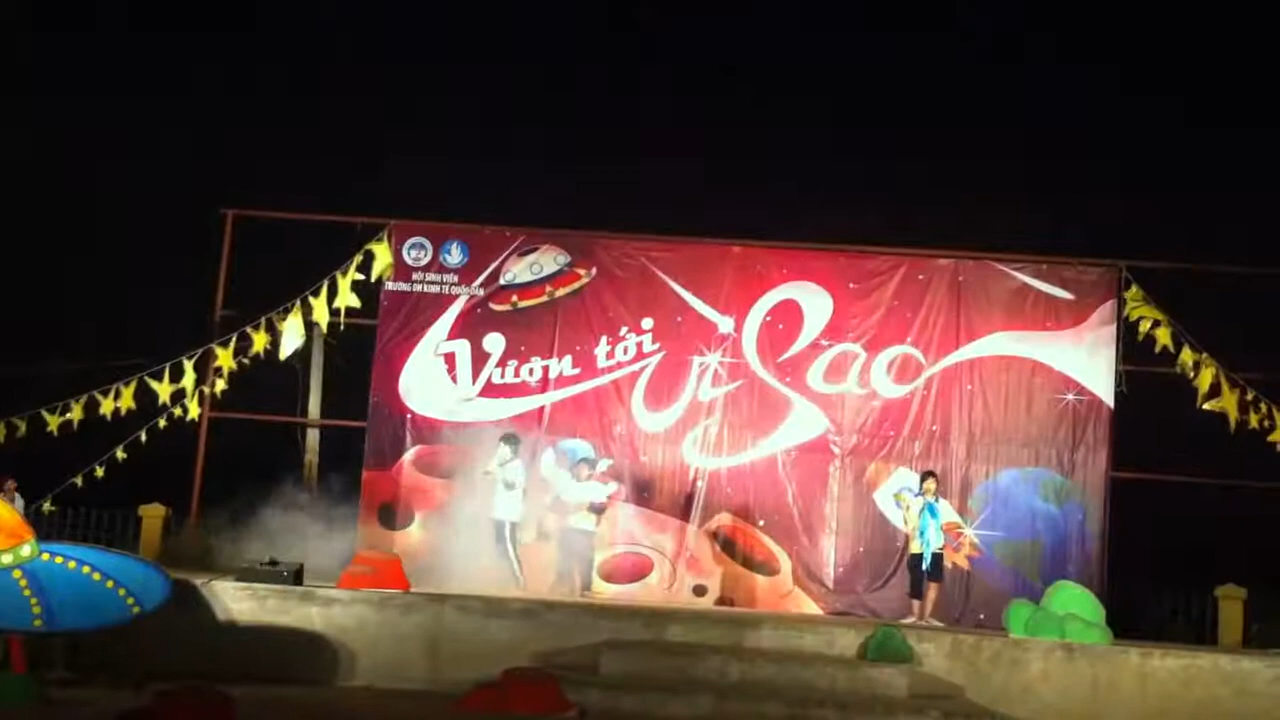 HỘI SINH VIÊN
TRƯỜNG ĐH KINH TẾ QUỐC DÂN
Vươn tới
vì Sao